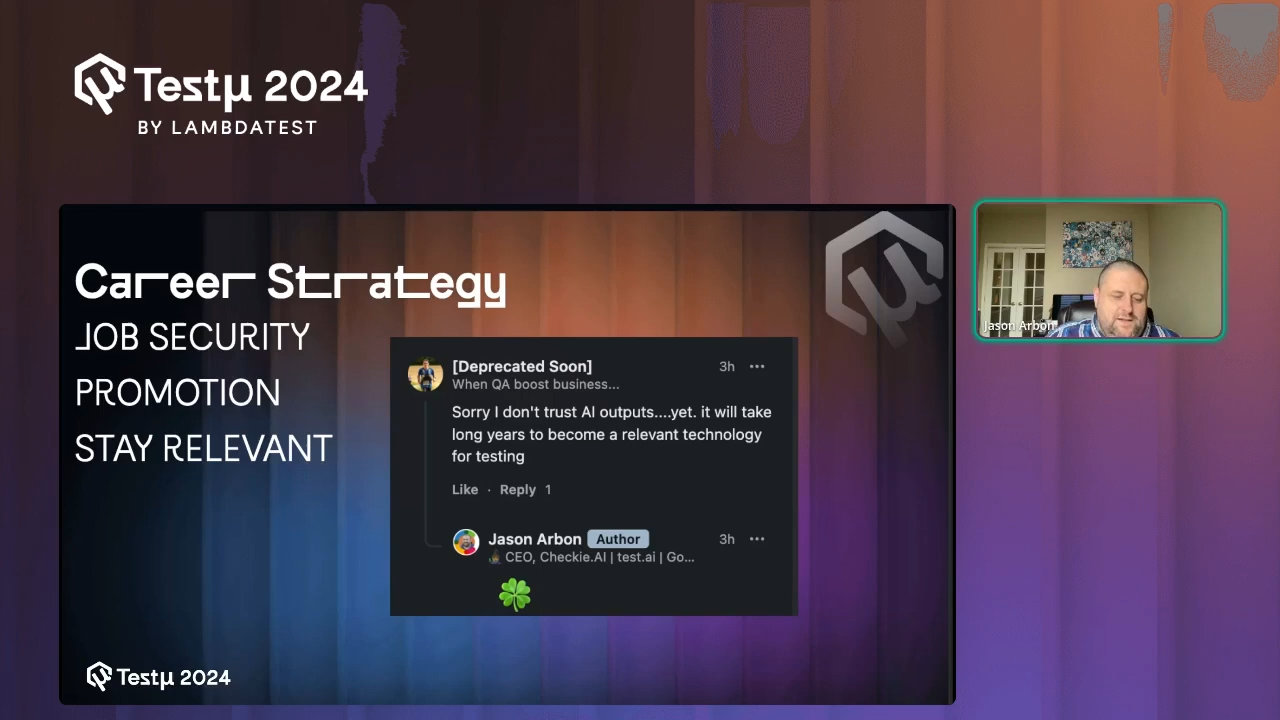 Testμ 2024
BY LAMBDATEST
Career Strategy
JOB SECURITY
PROMOTION
STAY RELEVANT
[Deprecated Soon]
3h
When QA boost business...
Sorry I don't trust AI outputs....yet. it will take
long years to become a relevant technology
for testing
Like · Reply 1
Jason Arbon Author
3h
CEO, Checkie.AI | test.ai | Go...
Testμ 2024
Jason Arbon